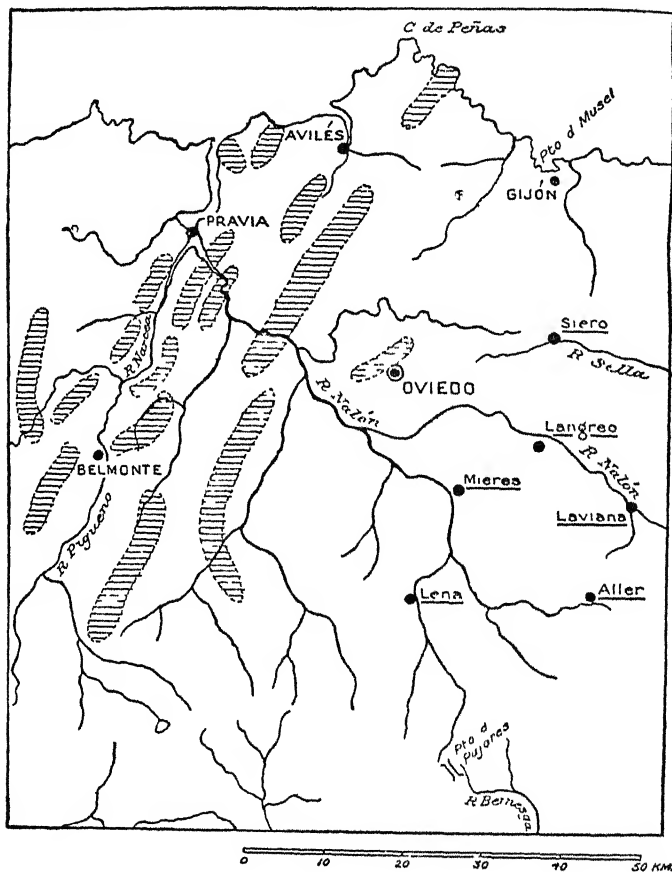 C. de Peñas
Pto d Musel
AVILÉS
GIJÓN
PRAVIA
R Narcea
Siero
R Sella
OVIEDO
R Nalón
Langreo
R Nalón
BELMONTE
Mieres
Laviana
R Pigueno
Lena
Aller
Pto d
Pajares
R Bernesga
0 10 20 30 40 50 KM.